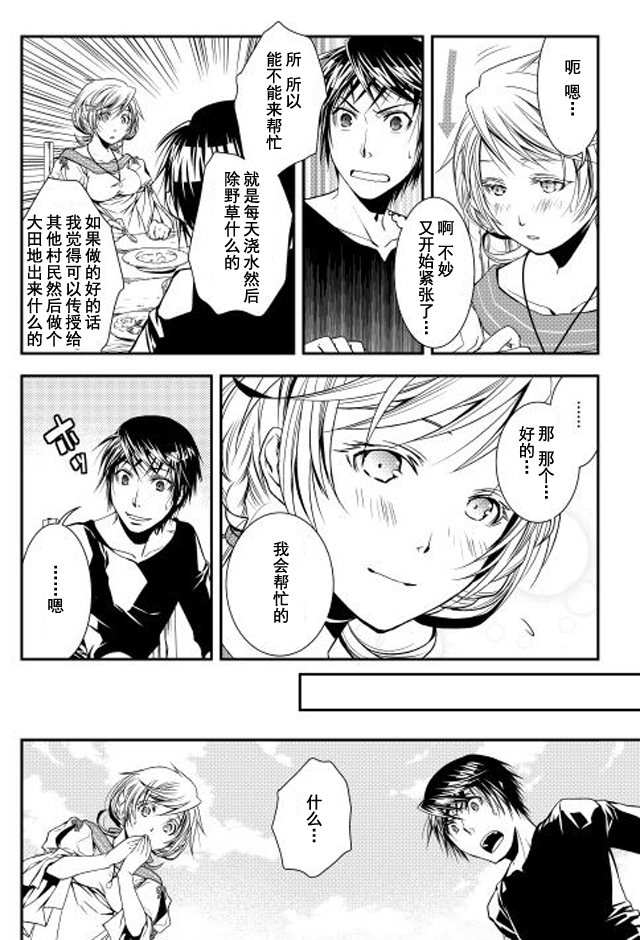 呃 嗯…
啊 不妙
又开始紧张了…
所 所以
能不能来帮忙
就是每天浇水然后
除野草什么的
如果做的好的话
我觉得可以传授给
其他村民然后做个
大田地出来什么的
……
那 那个…
好的…
我会帮忙的
ホッ
……嗯
什么…